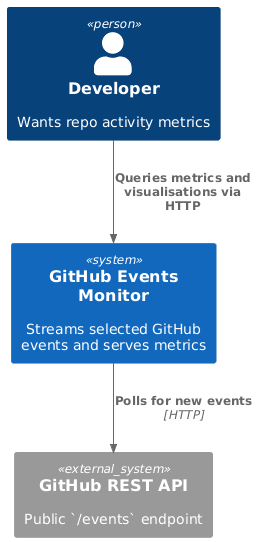 «person»
Developer
Wants repo activity metrics
Queries metrics and
visualisations via
HTTP
«system»
GitHub Events
Monitor
Streams selected GitHub
events and serves metrics
Polls for new events
[HTTP]
«external_system»
GitHub REST API
Public `/events` endpoint